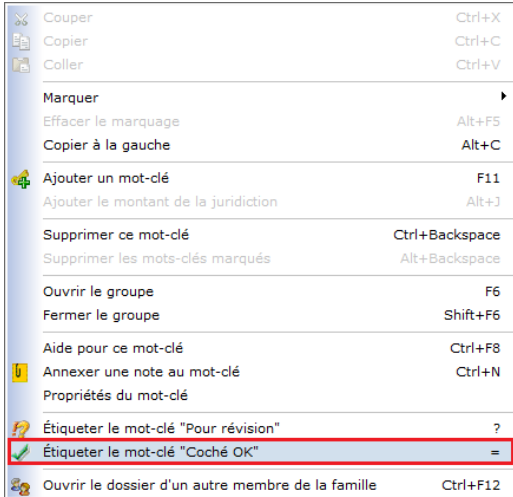 Couper Ctrl+X
Copier Ctrl+C
Coller Ctrl+V
Marquer
Effacer le marquage Alt+F5
Copier à la gauche Alt+C
Ajouter un mot-clé F11
Ajouter le montant de la juridiction Alt+J
Supprimer ce mot-clé Ctrl+Backspace
Supprimer les mots-clés marqués Alt+Backspace
Ouvrir le groupe F6
Fermer le groupe Shift+F6
Aide pour ce mot-clé Ctrl+F8
Annexer une note au mot-clé Ctrl+N
Propriétés du mot-clé
Étiqueter le mot-clé "Pour révision" ?
Étiqueter le mot-clé "Coché OK" =
Ouvrir le dossier d'un autre membre de la famille Ctrl+F12